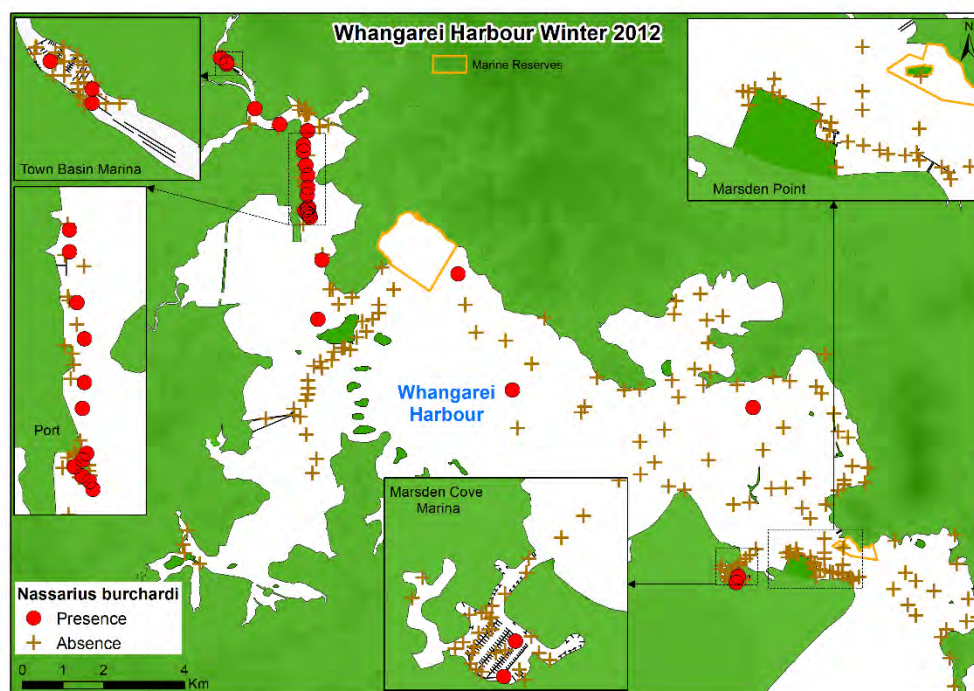 Whangarei Harbour Winter 2012
Marine Reserves
N
Town Basin Marina
Marsden Point
Port
Whangarei
Harbour
Marsden Cove
Marina
Nassarius burchardi
Presence
Absence
0 1 2 4
Km